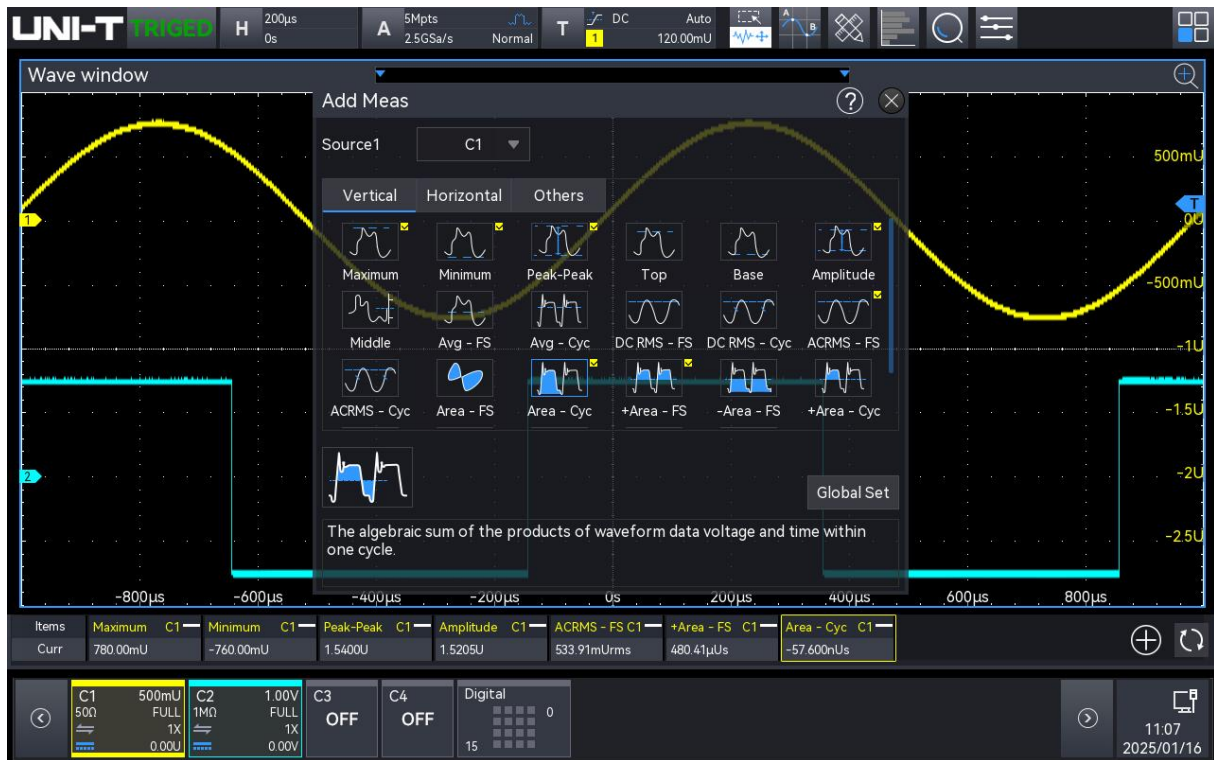 UNI-T TRIGED H 200µs 0s A 5Mpts 2.5GSa/s Normal T DC 1 Auto 120.00mU A B
Wave window
Add Meas ?
Source1 C1
500mU
Vertical Horizontal Others
T
1
0U
Maximum Minimum Peak-Peak Top Base Amplitude
-500mU
Middle Avg - FS Avg - Cyc DC RMS - FS DC RMS - Cyc ACRMS - FS
-1U
ACRMS - Cyc Area - FS Area - Cyc +Area - FS -Area - FS +Area - Cyc
-1.5U
2
-2U
Global Set
The algebraic sum of the products of waveform data voltage and time within
one cycle.
-2.5U
-800µs -600µs -400µs -200µs 0s 200µs 400µs 600µs 800µs
Items Maximum C1 Minimum C1 Peak-Peak C1 Amplitude C1 ACRMS - FS C1 +Area - FS C1 Area - Cyc C1
Curr 780.00mU -760.00mU 1.5400U 1.5205U 533.91mUrms 480.41µUs -57.600nUs
C1 500mU C2 1.00V C3 C4 Digital
50Ω FULL 1MΩ FULL OFF OFF 0
1X 1X
0.00U 0.00V 15
11:07
2025/01/16